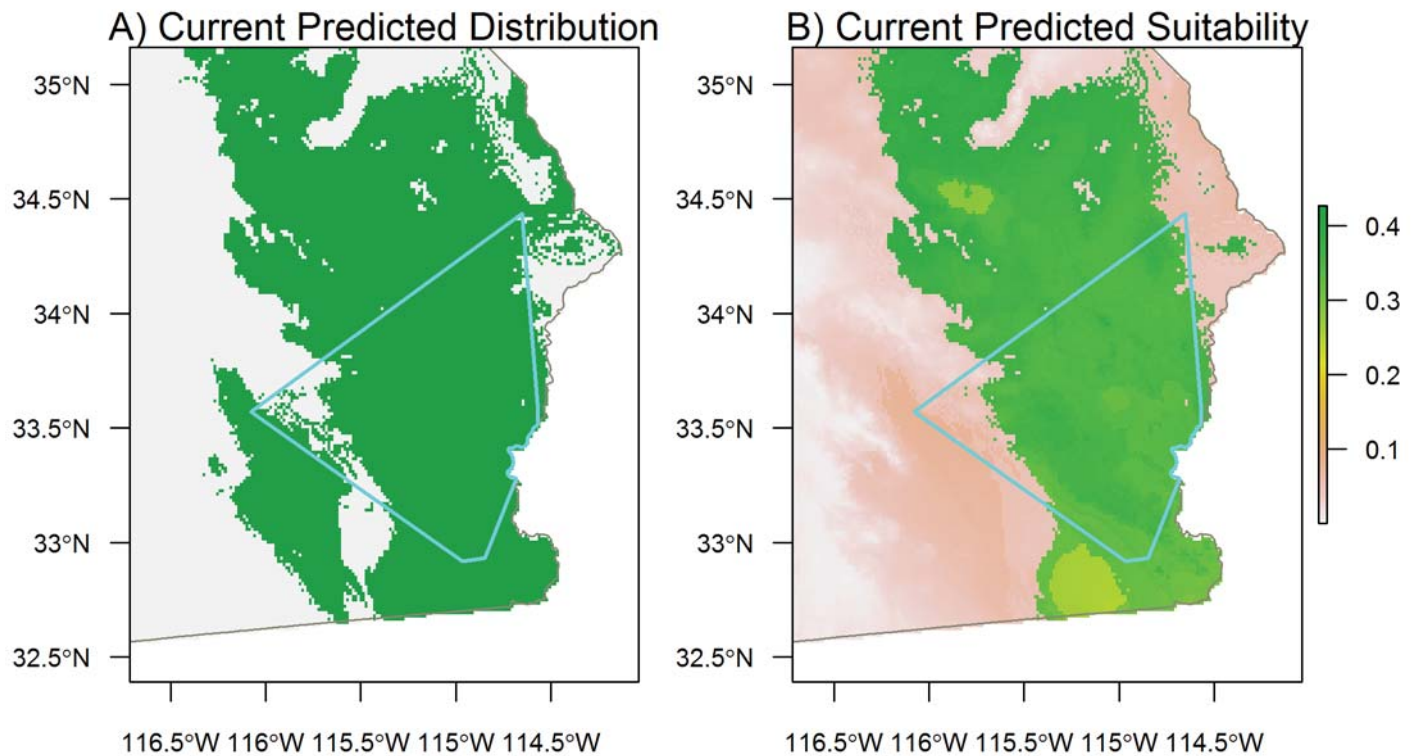 A) Current Predicted Distribution
B) Current Predicted Suitability
35°N
34.5°N
34°N
33.5°N
33°N
32.5°N
116.5°W 116°W 115.5°W 115°W 114.5°W
35°N
34.5°N
34°N
33.5°N
33°N
32.5°N
116.5°W 116°W 115.5°W 115°W 114.5°W
0.4
0.3
0.2
0.1